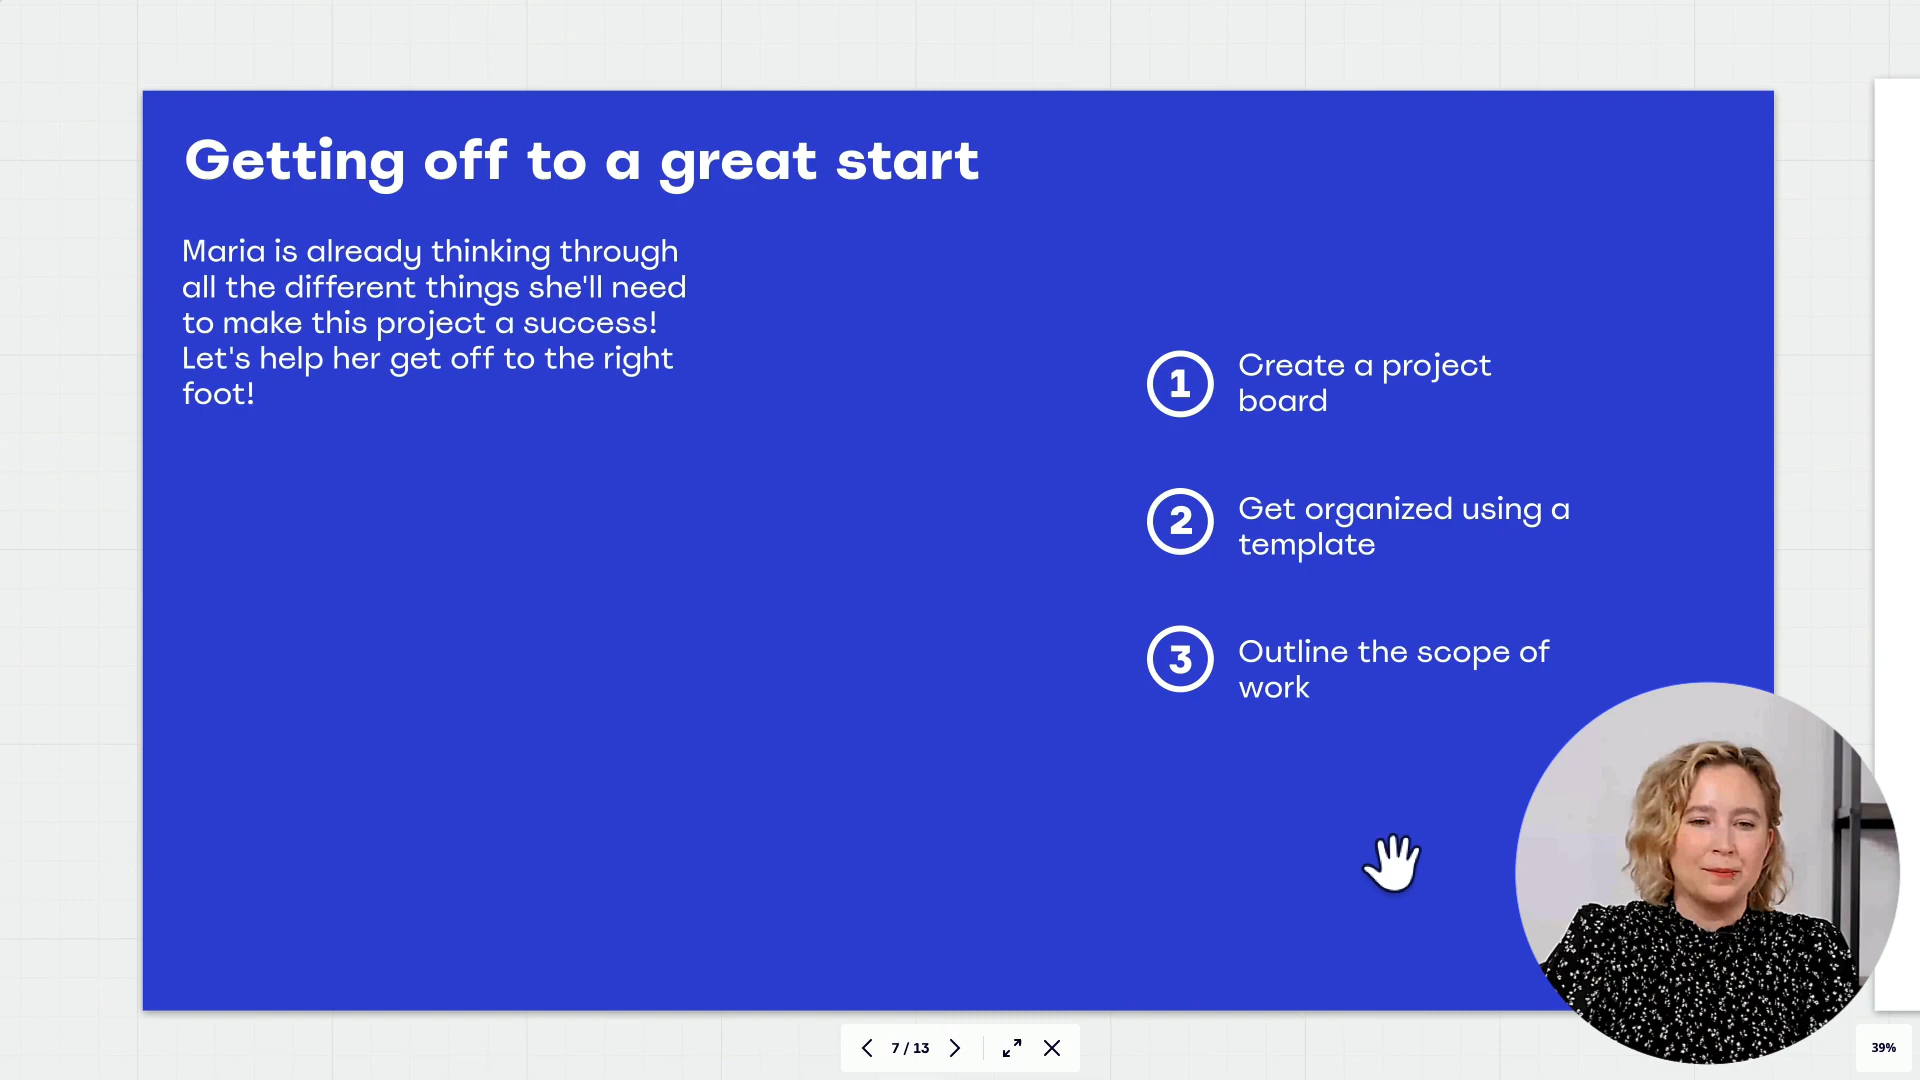 Getting off to a great start
Maria is already thinking through
all the different things she'll need
to make this project a success!
Let's help her get off to the right
foot!
1
Create a project
board
2
Get organized using a
template
3
Outline the scope of
work
7 / 13
39%